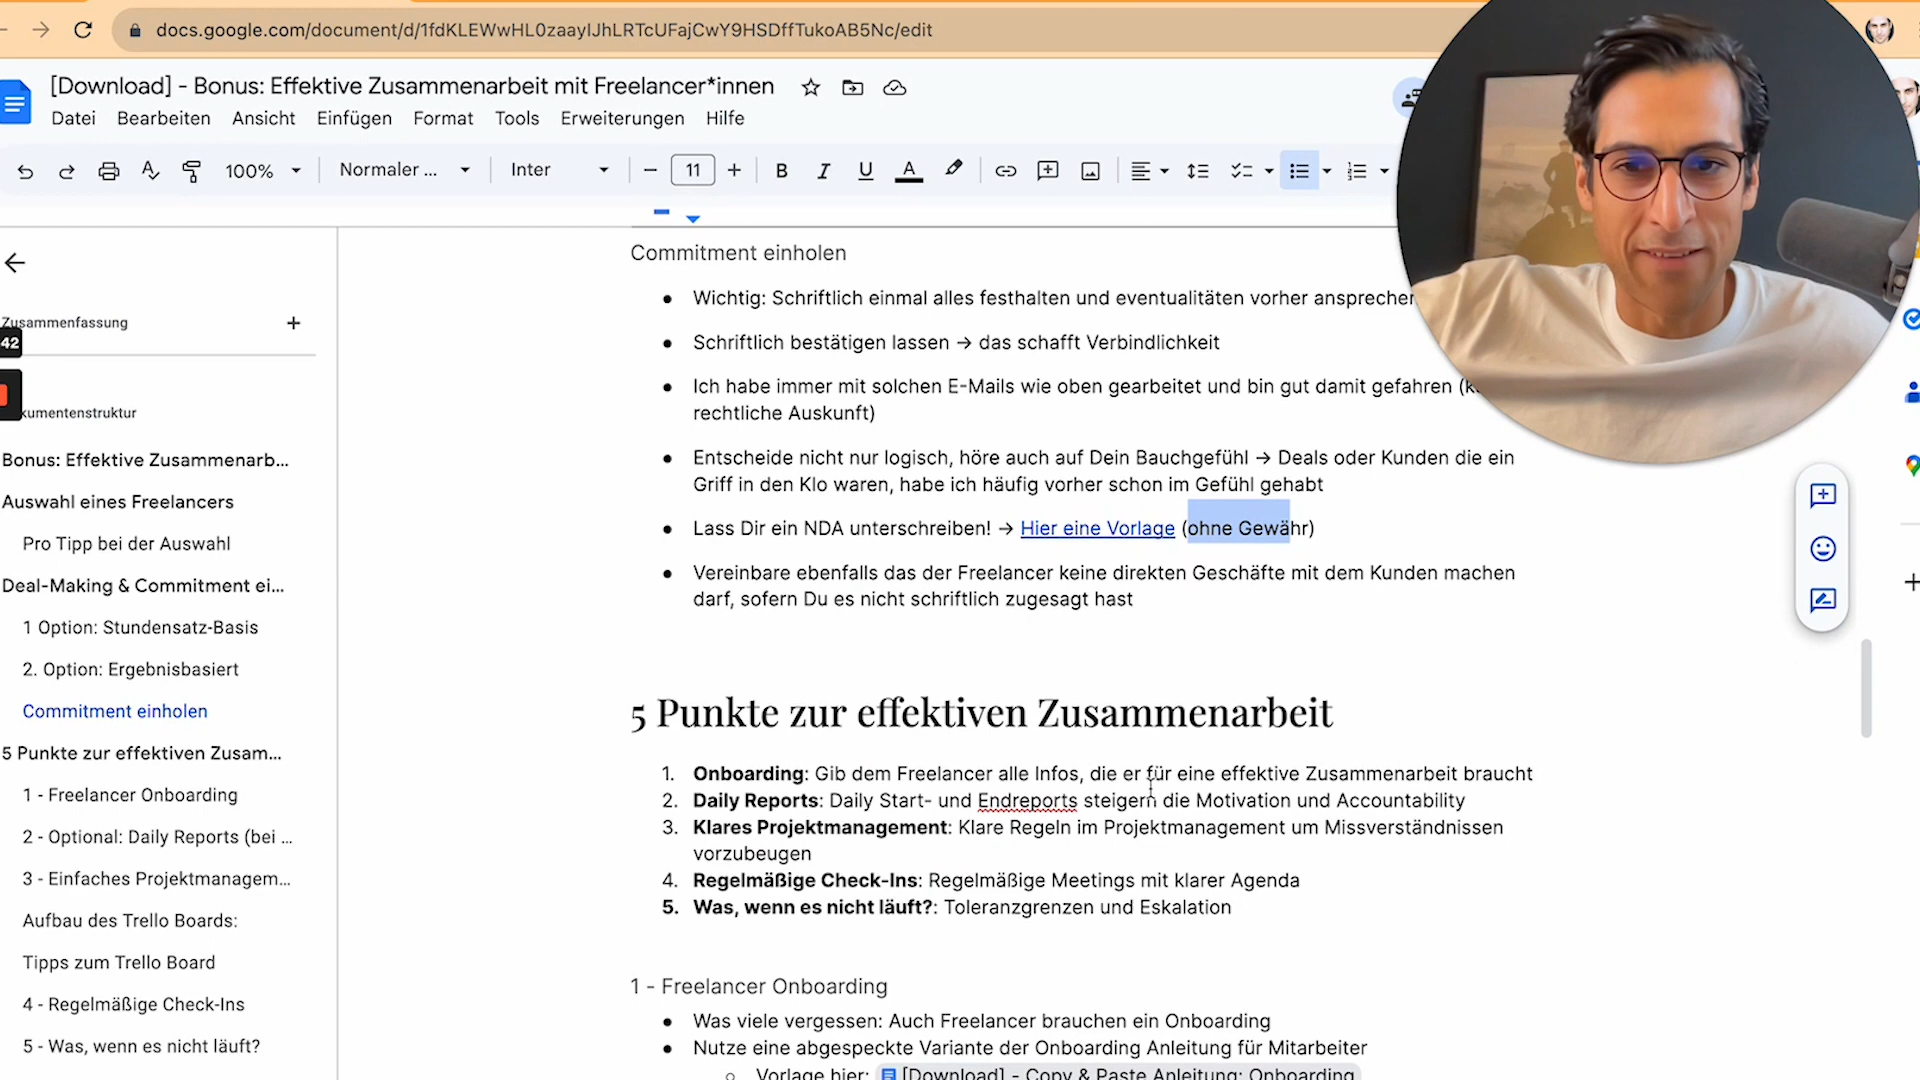 docs.google.com/document/d/1fdKLEWwHL0zaayIJhLRTcUFajCwY9HSDffTukoAB5Nc/edit
[Download] - Bonus: Effektive Zusammenarbeit mit Freelancer*innen
Datei Bearbeiten Ansicht Einfügen Format Tools Erweiterungen Hilfe
100% Normaler ... Inter 11 B I U A
Zusammenfassung
42
kumentenstruktur
Bonus: Effektive Zusammenarb...
Auswahl eines Freelancers
Pro Tipp bei der Auswahl
Deal-Making & Commitment ei...
1 Option: Stundensatz-Basis
2. Option: Ergebnisbasiert
Commitment einholen
5 Punkte zur effektiven Zusam...
1 - Freelancer Onboarding
2 - Optional: Daily Reports (bei ...
3 - Einfaches Projektmanagem...
Aufbau des Trello Boards:
Tipps zum Trello Board
4 - Regelmäßige Check-Ins
5 - Was, wenn es nicht läuft?
Commitment einholen
● Wichtig: Schriftlich einmal alles festhalten und eventualitäten vorher anspreche
● Schriftlich bestätigen lassen → das schafft Verbindlichkeit
● Ich habe immer mit solchen E-Mails wie oben gearbeitet und bin gut damit gefahren
rechtliche Auskunft)
● Entscheide nicht nur logisch, höre auch auf Dein Bauchgefühl → Deals oder Kunden die ein
Griff in den Klo waren, habe ich häufig vorher schon im Gefühl gehabt
● Lass Dir ein NDA unterschreiben! → Hier eine Vorlage (ohne Gewähr)
● Vereinbare ebenfalls das der Freelancer keine direkten Geschäfte mit dem Kunden machen
darf, sofern Du es nicht schriftlich zugesagt hast
5 Punkte zur effektiven Zusammenarbeit
1. Onboarding: Gib dem Freelancer alle Infos, die er für eine effektive Zusammenarbeit braucht
2. Daily Reports: Daily Start- und Endreports steigern die Motivation und Accountability
3. Klares Projektmanagement: Klare Regeln im Projektmanagement um Missverständnissen
vorzubeugen
4. Regelmäßige Check-Ins: Regelmäßige Meetings mit klarer Agenda
5. Was, wenn es nicht läuft?: Toleranzgrenzen und Eskalation
1 - Freelancer Onboarding
● Was viele vergessen: Auch Freelancer brauchen ein Onboarding
● Nutze eine abgespeckte Variante der Onboarding Anleitung für Mitarbeiter
○ Vorlage hier: [Download] - Copy & Paste Anleitung: Onboarding